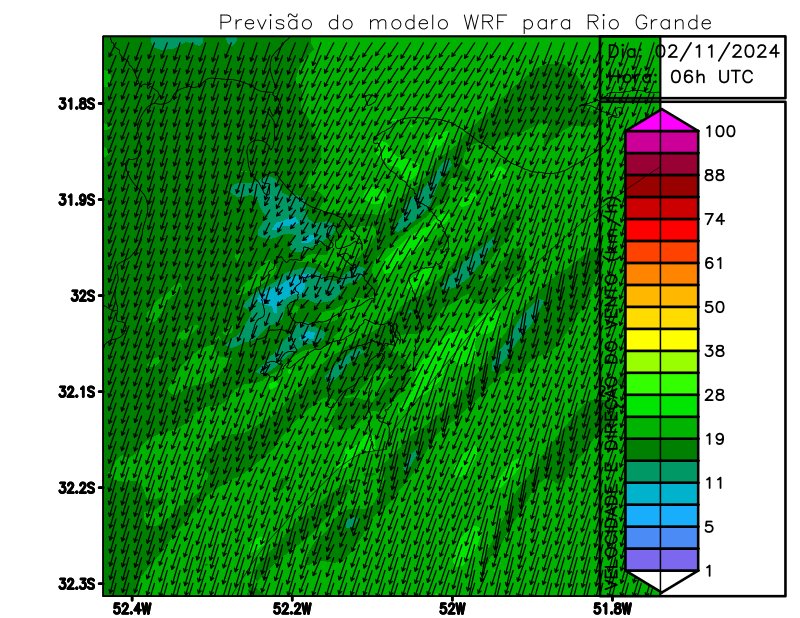 Previsão do modelo WRF para Rio Grande
Dia: 02/11/2024
Hora: 06h UTC
31.8S
31.9S
32S
32.1S
32.2S
32.3S
52.4W
52.2W
52W
51.8W
VELOCIDADE E DIREÇÃO DO VENTO (km/h)
100
88
74
61
50
38
28
19
11
5
1